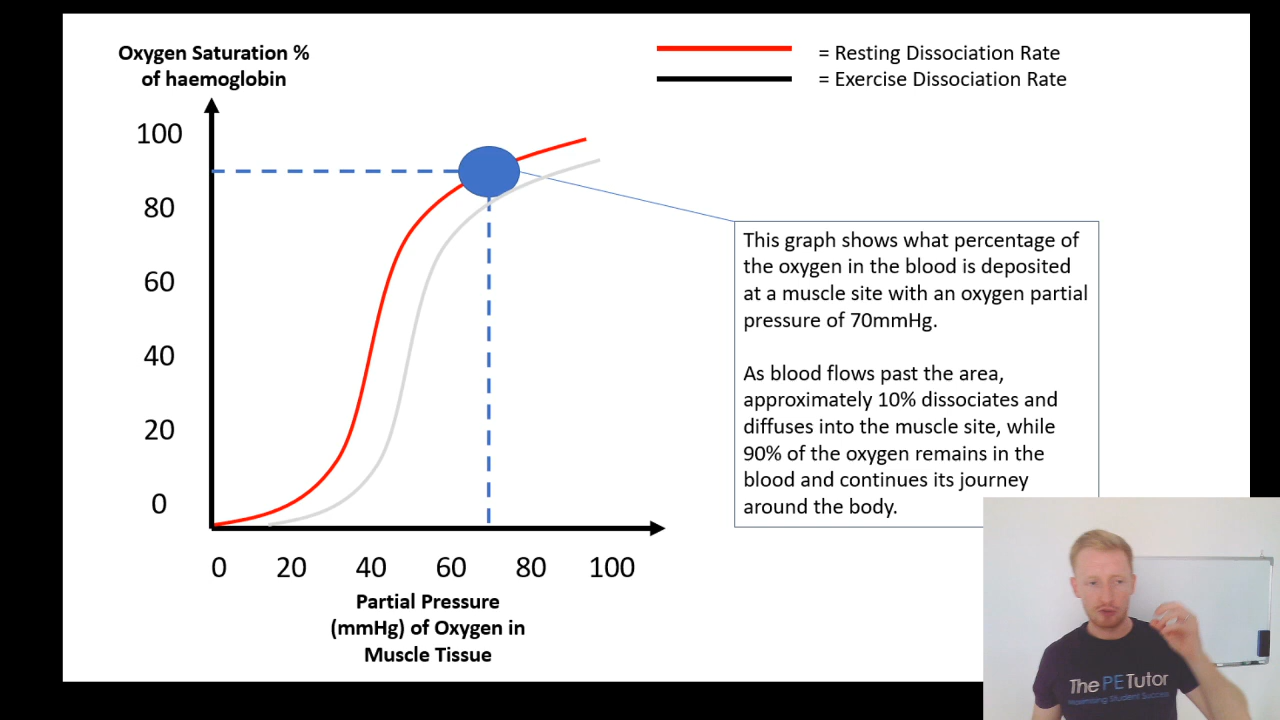 Oxygen Saturation %
of haemoglobin
= Resting Dissociation Rate
= Exercise Dissociation Rate
100
80
60
40
20
0
0 20 40 60 80 100
Partial Pressure
(mmHg) of Oxygen in
Muscle Tissue
This graph shows what percentage of
the oxygen in the blood is deposited
at a muscle site with an oxygen partial
pressure of 70mmHg.
As blood flows past the area,
approximately 10% dissociates and
diffuses into the muscle site, while
90% of the oxygen remains in the
blood and continues its journey
around the body.
The PE Tutor
Maximising Student Success